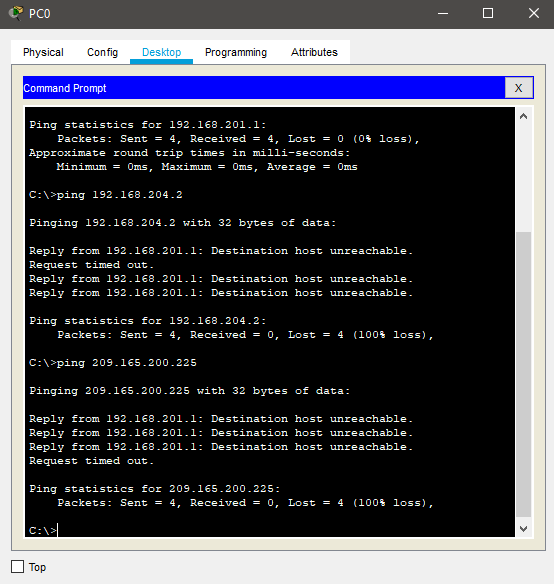 PC0
Physical Config Desktop Programming Attributes
Command Prompt X
Ping statistics for 192.168.201.1:
    Packets: Sent = 4, Received = 4, Lost = 0 (0% loss),
Approximate round trip times in milli-seconds:
    Minimum = 0ms, Maximum = 0ms, Average = 0ms
C:\>ping 192.168.204.2
Pinging 192.168.204.2 with 32 bytes of data:
Reply from 192.168.201.1: Destination host unreachable.
Request timed out.
Reply from 192.168.201.1: Destination host unreachable.
Reply from 192.168.201.1: Destination host unreachable.
Ping statistics for 192.168.204.2:
    Packets: Sent = 4, Received = 0, Lost = 4 (100% loss),
C:\>ping 209.165.200.225
Pinging 209.165.200.225 with 32 bytes of data:
Reply from 192.168.201.1: Destination host unreachable.
Reply from 192.168.201.1: Destination host unreachable.
Reply from 192.168.201.1: Destination host unreachable.
Request timed out.
Ping statistics for 209.165.200.225:
    Packets: Sent = 4, Received = 0, Lost = 4 (100% loss),
C:\>
Top